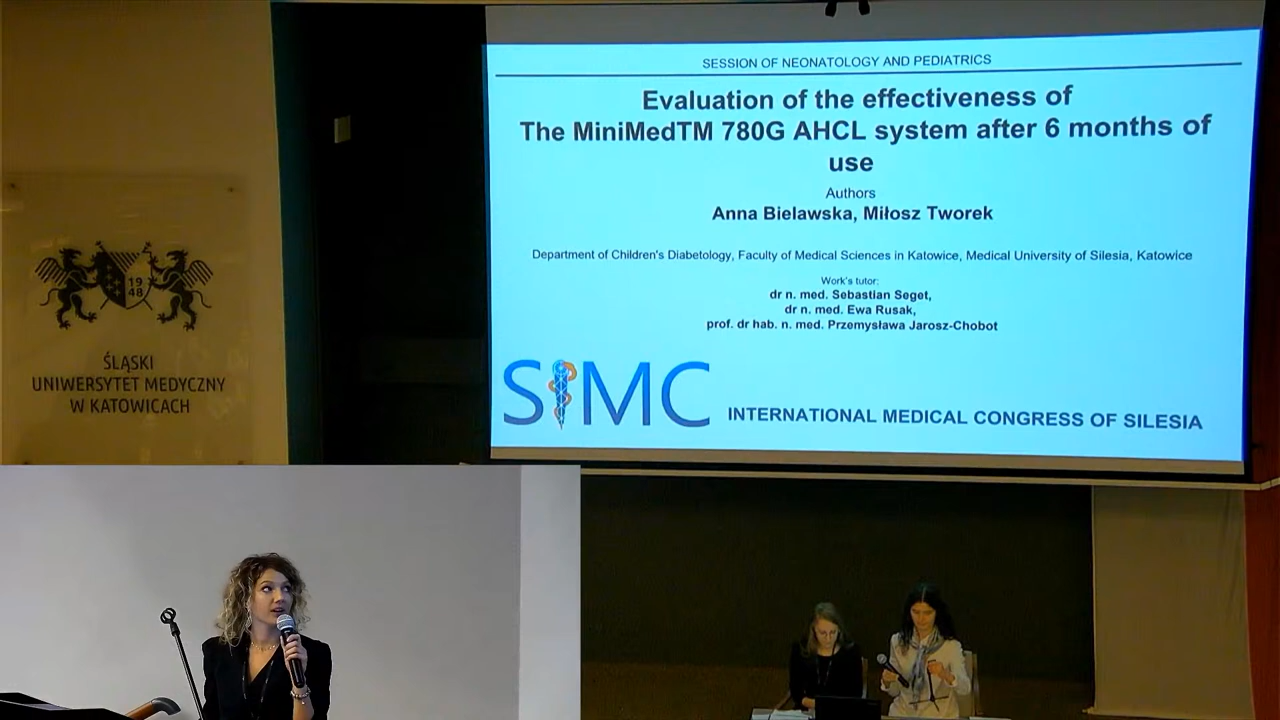 SESSION OF NEONATOLOGY AND PEDIATRICS
Evaluation of the effectiveness of
The MiniMedTM 780G AHCL system after 6 months of
use
Authors
Anna Bielawska, Miłosz Tworek
Department of Children's Diabetology, Faculty of Medical Sciences in Katowice, Medical University of Silesia, Katowice
Work's tutor:
dr n. med. Sebastian Seget,
dr n. med. Ewa Rusak,
prof. dr hab. n. med. Przemysława Jarosz-Chobot
SIMC
INTERNATIONAL MEDICAL CONGRESS OF SILESIA
19
48
ŚLĄSKI
UNIWERSYTET MEDYCZNY
W KATOWICACH